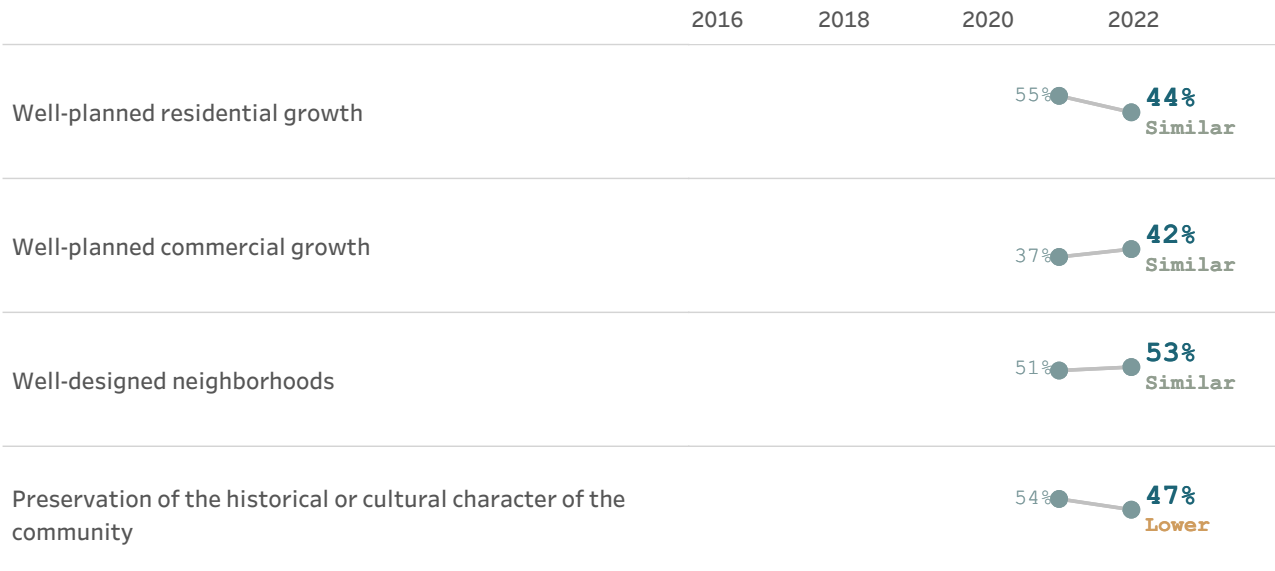 2016 2018 2020 2022
Well-planned residential growth
55%
44%
Similar
Well-planned commercial growth
37%
42%
Similar
Well-designed neighborhoods
51%
53%
Similar
Preservation of the historical or cultural character of the
community
54%
47%
Lower